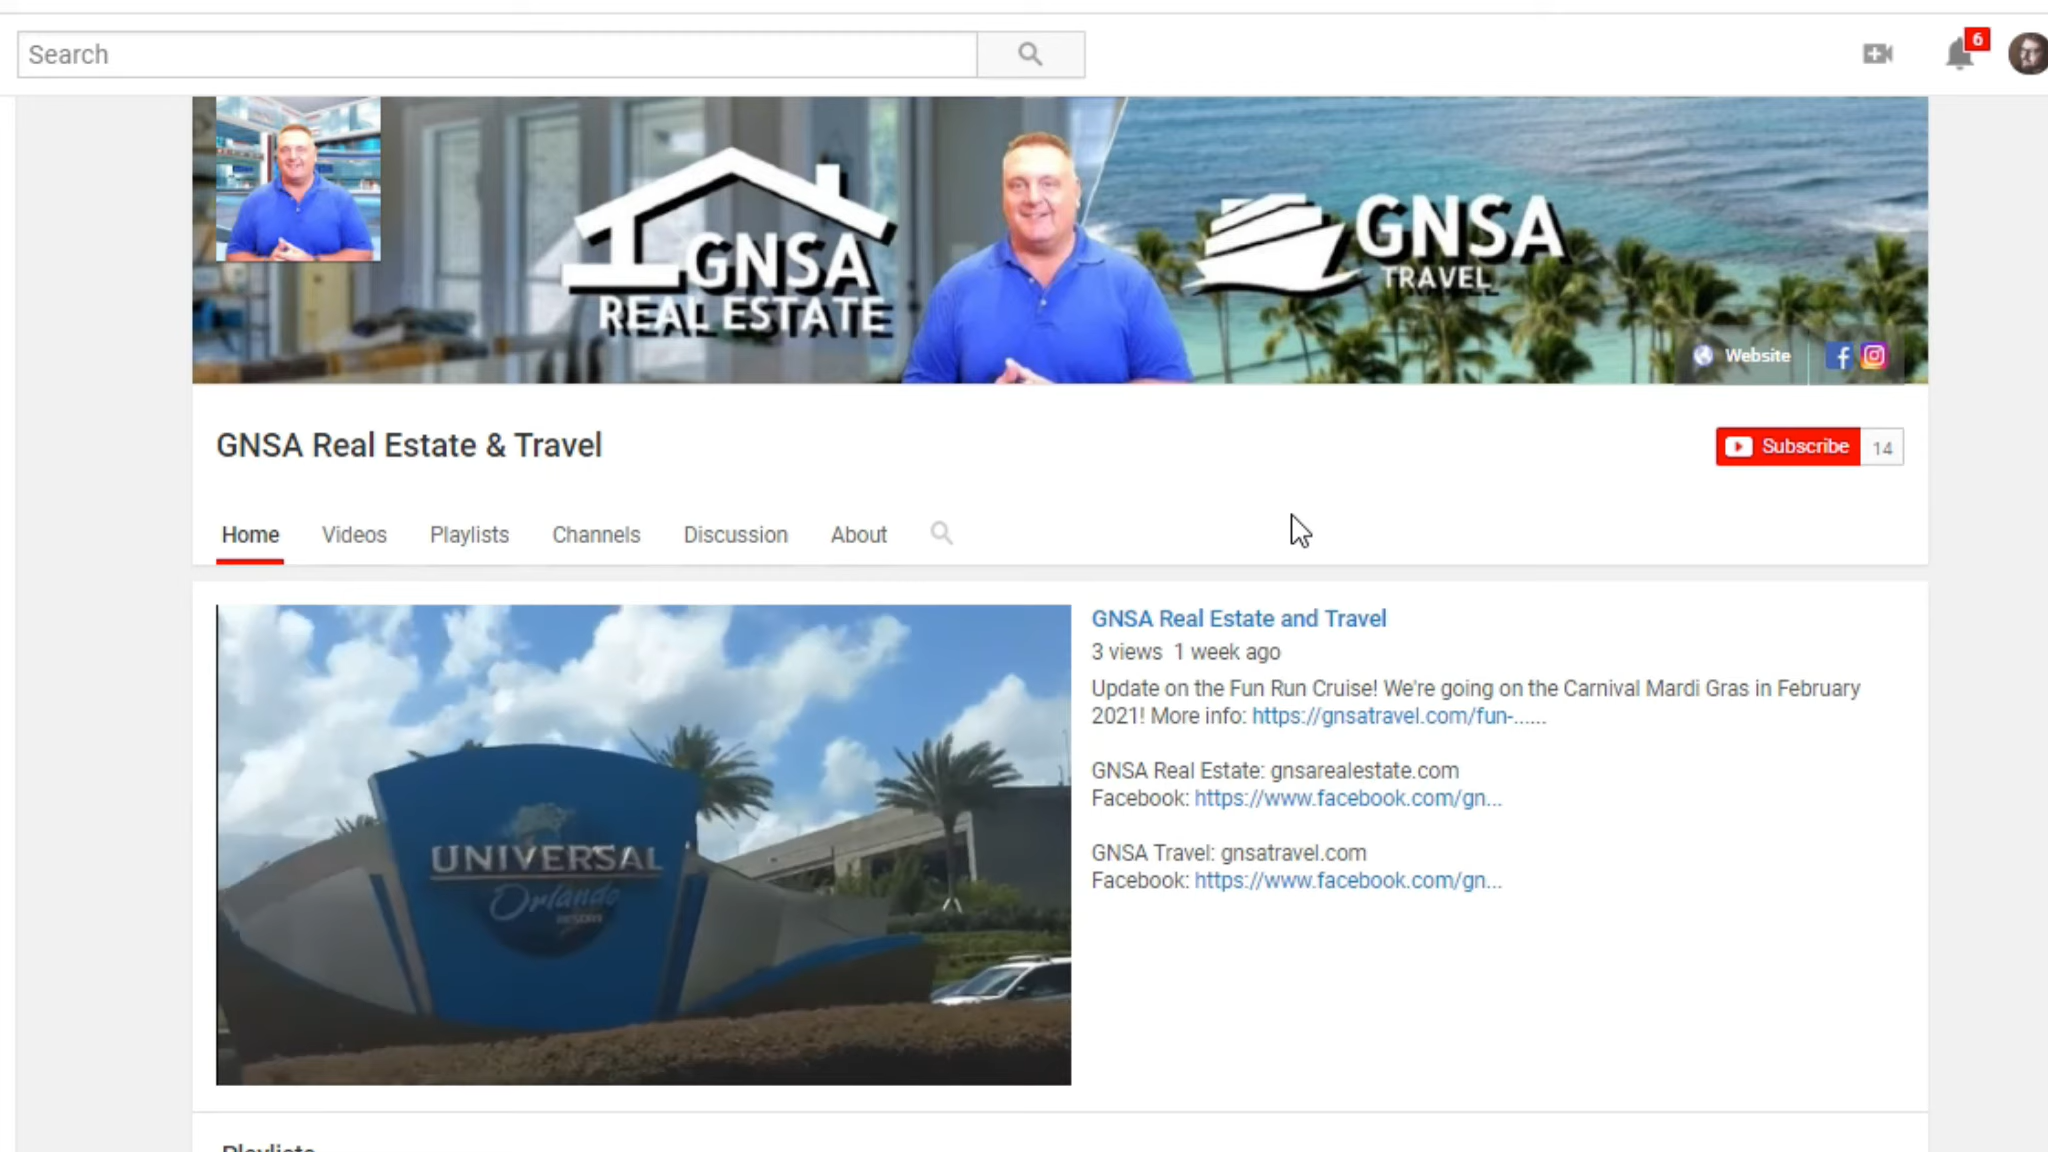 Search
6
GNSA
REAL ESTATE
GNSA
TRAVEL
Website
GNSA Real Estate & Travel
Subscribe 14
Home Videos Playlists Channels Discussion About
GNSA Real Estate and Travel
3 views 1 week ago
Update on the Fun Run Cruise! We're going on the Carnival Mardi Gras in February
2021! More info: https://gnsatravel.com/fun-......
GNSA Real Estate: gnsarealestate.com
Facebook: https://www.facebook.com/gn...
GNSA Travel: gnsatravel.com
Facebook: https://www.facebook.com/gn...
UNIVERSAL
Orlando
RESORT
Playlists